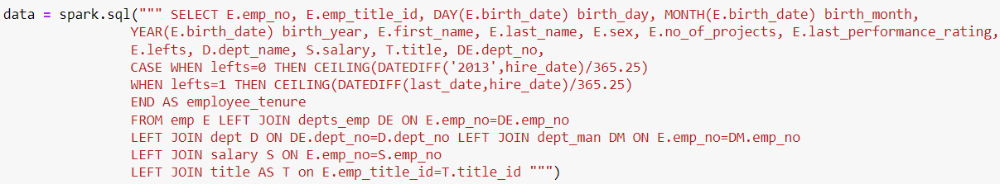 data = spark.sql(""" SELECT E.emp_no, E.emp_title_id, DAY(E.birth_date) birth_day, MONTH(E.birth_date) birth_month,
YEAR(E.birth_date) birth_year, E.first_name, E.last_name, E.sex, E.no_of_projects, E.last_performance_rating,
E.lefts, D.dept_name, S.salary, T.title, DE.dept_no,
CASE WHEN lefts=0 THEN CEILING(DATEDIFF('2013',hire_date)/365.25)
WHEN lefts=1 THEN CEILING(DATEDIFF(last_date,hire_date)/365.25)
END AS employee_tenure
FROM emp E LEFT JOIN depts_emp DE ON E.emp_no=DE.emp_no
LEFT JOIN dept D ON DE.dept_no=D.dept_no LEFT JOIN dept_man DM ON E.emp_no=DM.emp_no
LEFT JOIN salary S ON E.emp_no=S.emp_no
LEFT JOIN title AS T on E.emp_title_id=T.title_id """)